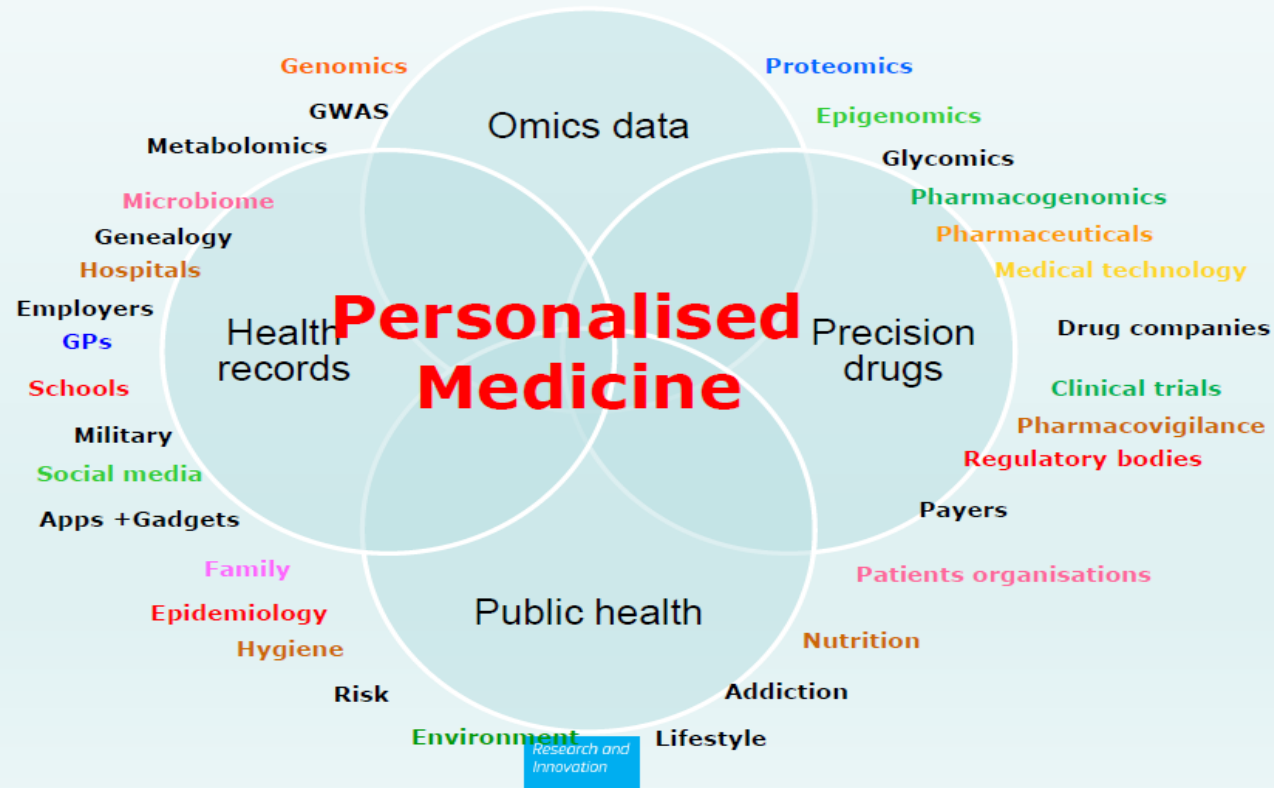 Genomics
Proteomics
GWAS
Omics data
Epigenomics
Metabolomics
Glycomics
Microbiome
Pharmacogenomics
Genealogy
Pharmaceuticals
Hospitals
Medical technology
Employers
Personalised
Medicine
Health
records
Precision
drugs
Drug companies
GPs
Schools
Clinical trials
Military
Pharmacovigilance
Social media
Regulatory bodies
Apps +Gadgets
Payers
Family
Patients organisations
Epidemiology
Public health
Hygiene
Nutrition
Risk
Addiction
Environment
Lifestyle
Research and
Innovation